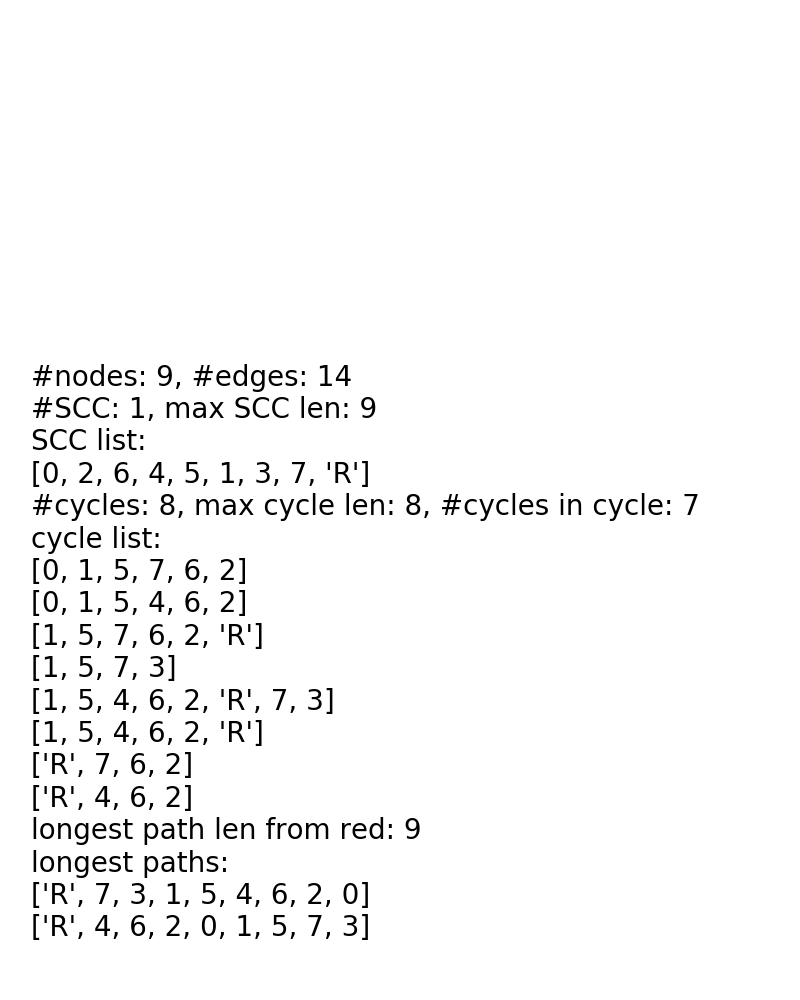 #nodes: 9, #edges: 14
#SCC: 1, max SCC len: 9
SCC list:
[0, 2, 6, 4, 5, 1, 3, 7, 'R']
#cycles: 8, max cycle len: 8, #cycles in cycle: 7
cycle list:
[0, 1, 5, 7, 6, 2]
[0, 1, 5, 4, 6, 2]
[1, 5, 7, 6, 2, 'R']
[1, 5, 7, 3]
[1, 5, 4, 6, 2, 'R', 7, 3]
[1, 5, 4, 6, 2, 'R']
['R', 7, 6, 2]
['R', 4, 6, 2]
longest path len from red: 9
longest paths:
['R', 7, 3, 1, 5, 4, 6, 2, 0]
['R', 4, 6, 2, 0, 1, 5, 7, 3]